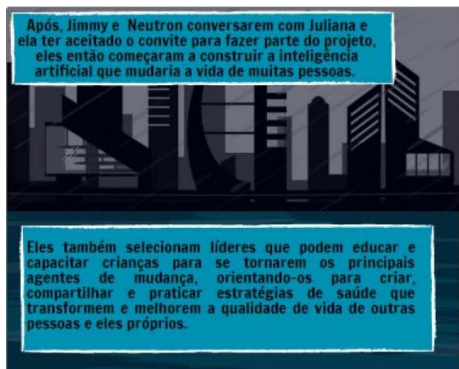 Após, Jimmy e Neutron conversarem com Juliana e
ela ter aceitado o convite para fazer parte do projeto,
eles então começaram a construir a inteligência
artificial que mudaria a vida de muitas pessoas.
Eles também selecionam líderes que podem educar e
capacitar crianças para se tornarem os principais
agentes de mudança, orientando-os para criar,
compartilhar e praticar estratégias de saúde que
transformem e melhorem a qualidade de vida de outras
pessoas e eles próprios.